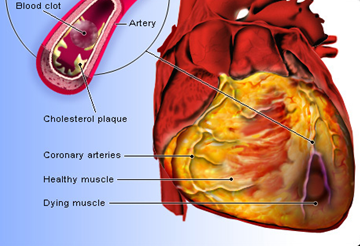 Blood clot
Artery
Cholesterol plaque
Coronary arteries
Healthy muscle
Dying muscle